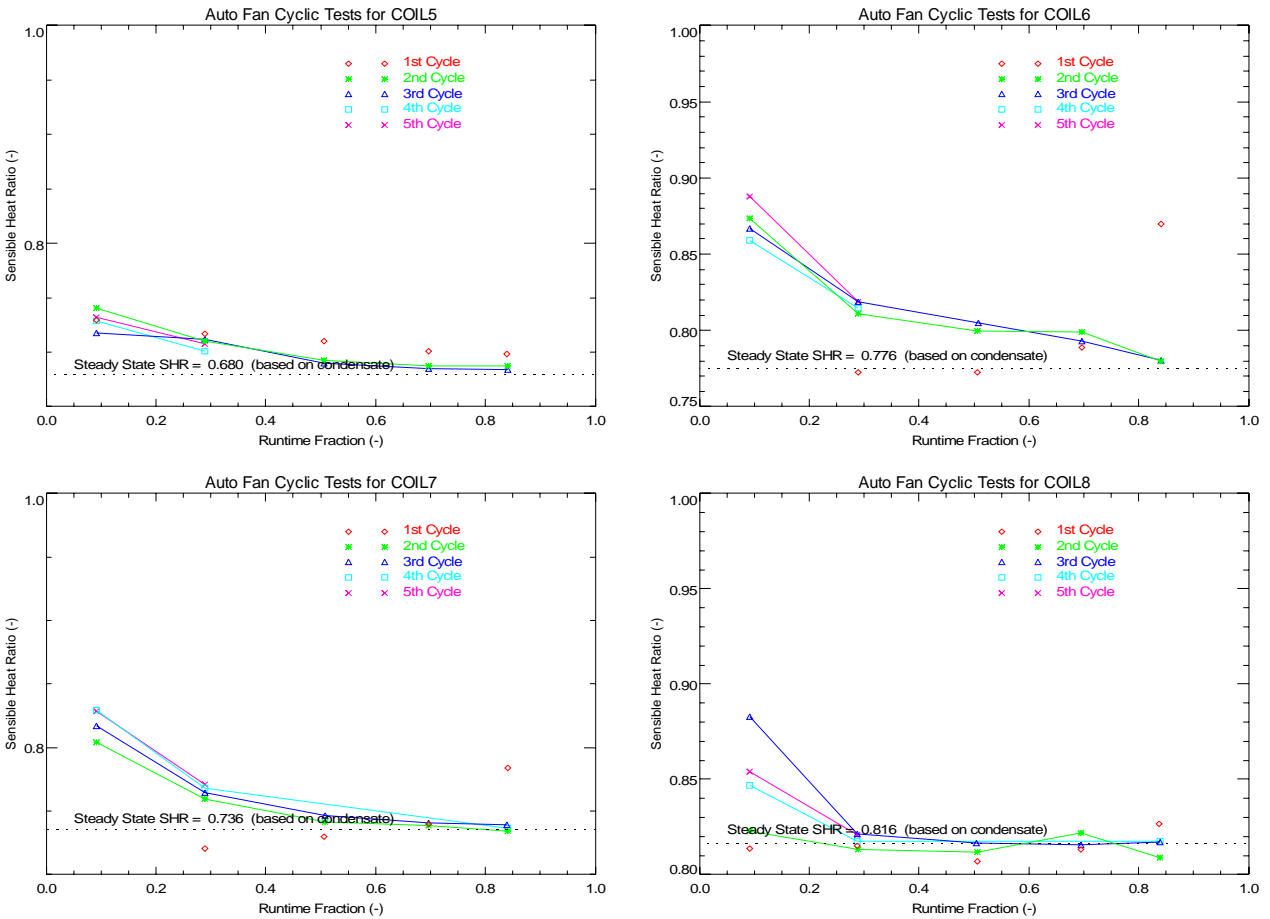 Auto Fan Cyclic Tests for COIL5
1.0
1st Cycle
2nd Cycle
3rd Cycle
4th Cycle
5th Cycle
Sensible Heat Ratio (-)
0.8
Steady State SHR = 0.680 (based on condensate)
0.0 0.2 0.4 0.6 0.8 1.0
Runtime Fraction (-)
Auto Fan Cyclic Tests for COIL6
1.00
1st Cycle
2nd Cycle
3rd Cycle
4th Cycle
5th Cycle
0.95
Sensible Heat Ratio (-)
0.90
0.85
0.80
Steady State SHR = 0.776 (based on condensate)
0.75
0.0 0.2 0.4 0.6 0.8 1.0
Runtime Fraction (-)
Auto Fan Cyclic Tests for COIL7
1.0
1st Cycle
2nd Cycle
3rd Cycle
4th Cycle
5th Cycle
Sensible Heat Ratio (-)
0.8
Steady State SHR = 0.736 (based on condensate)
0.0 0.2 0.4 0.6 0.8 1.0
Runtime Fraction (-)
Auto Fan Cyclic Tests for COIL8
1.00
1st Cycle
2nd Cycle
3rd Cycle
4th Cycle
5th Cycle
0.95
Sensible Heat Ratio (-)
0.90
0.85
Steady State SHR = 0.816 (based on condensate)
0.80
0.0 0.2 0.4 0.6 0.8 1.0
Runtime Fraction (-)